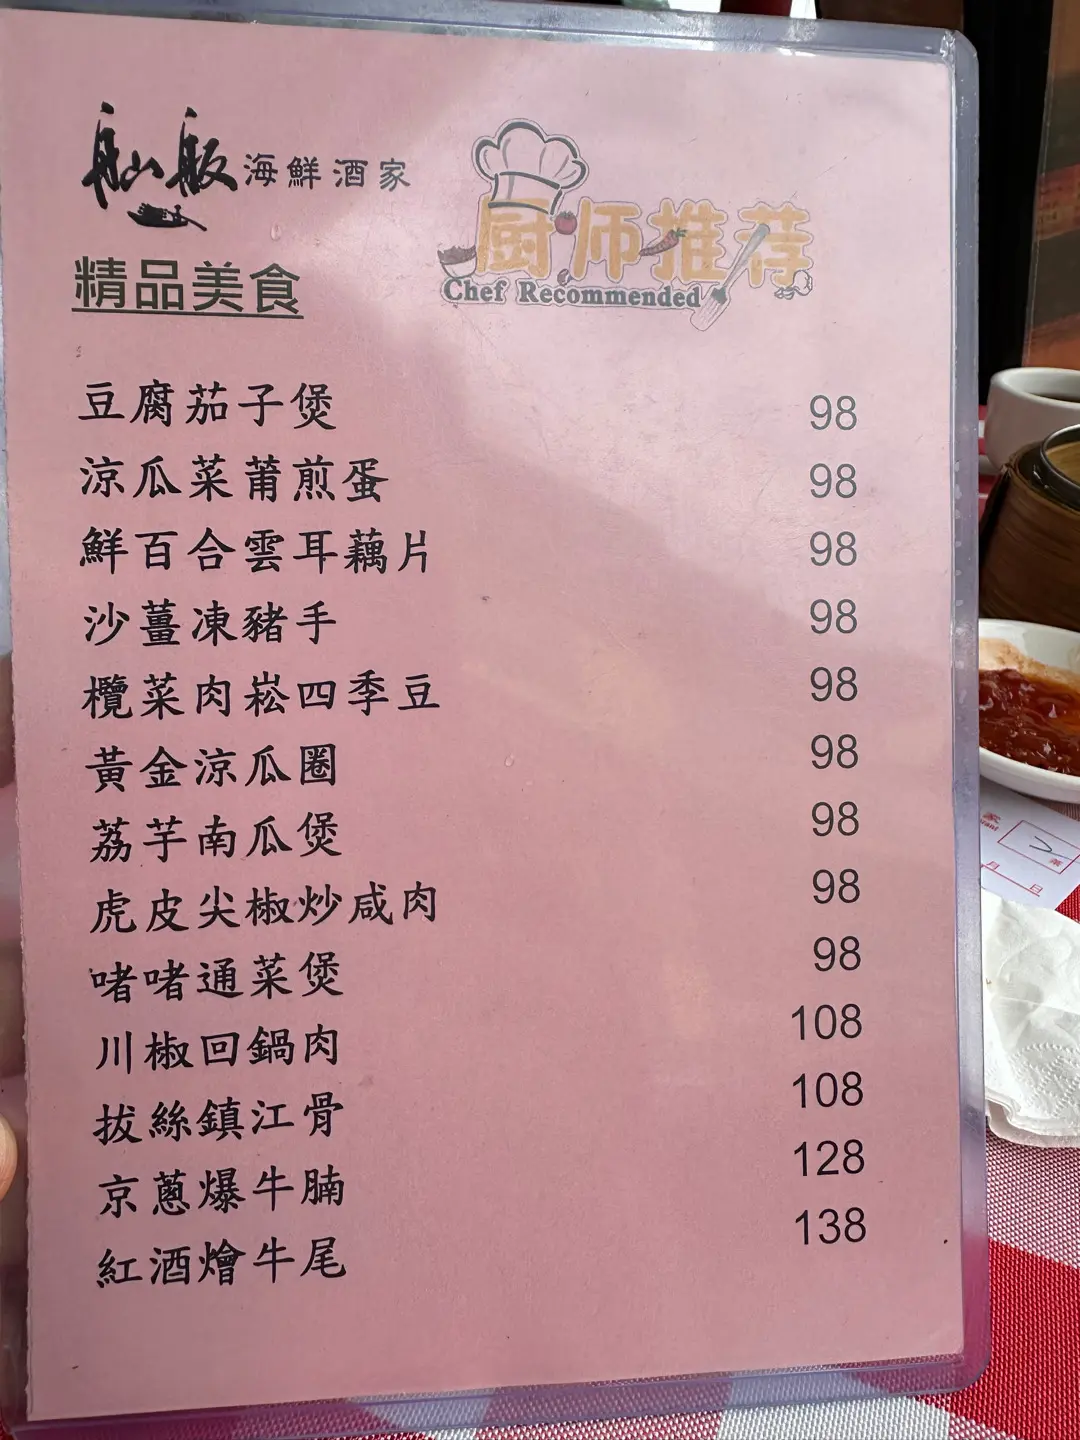 舢舨海鮮酒家
厨师推荐
Chef Recommended
精品美食
豆腐茄子煲 98
涼瓜菜莆煎蛋 98
鮮百合雲耳藕片 98
沙薑凍豬手 98
欖菜肉崧四季豆 98
黃金涼瓜圈 98
荔芋南瓜煲 98
虎皮尖椒炒咸肉 98
啫啫通菜煲 98
川椒回鍋肉 108
拔絲鎮江骨 108
京蔥爆牛腩 128
紅酒燴牛尾 138